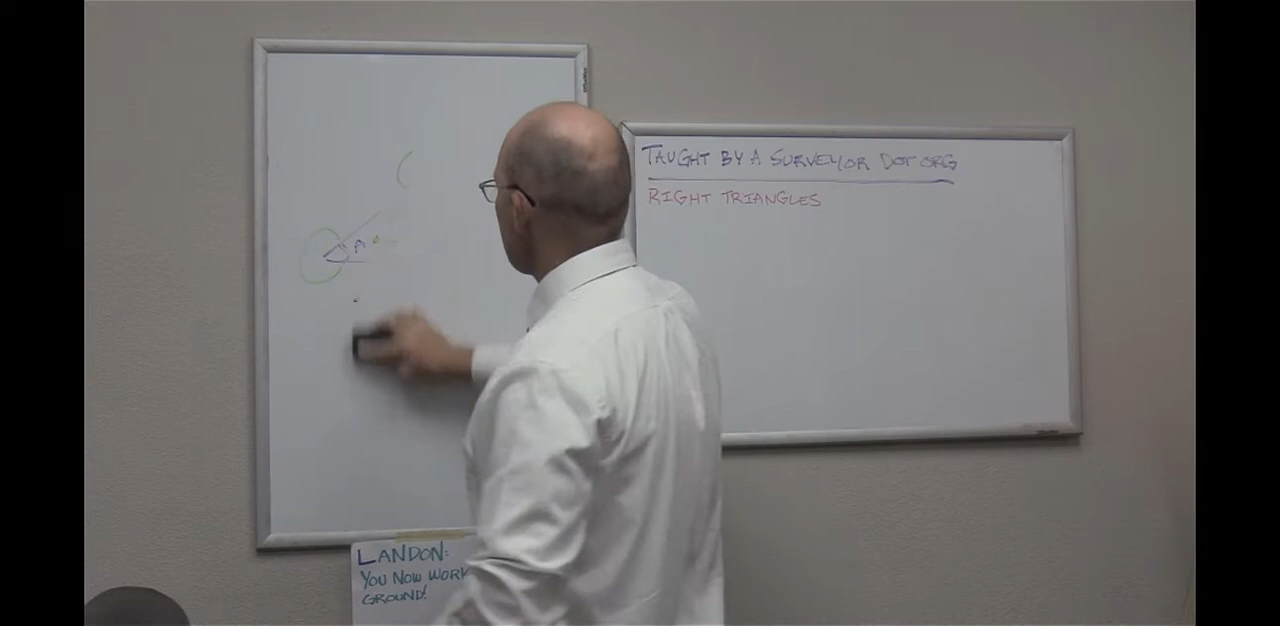 A
TAUGHT BY A SURVEYOR DOT ORG
RIGHT TRIANGLES
LANDON:
YOU NOW WORK
GROUND!